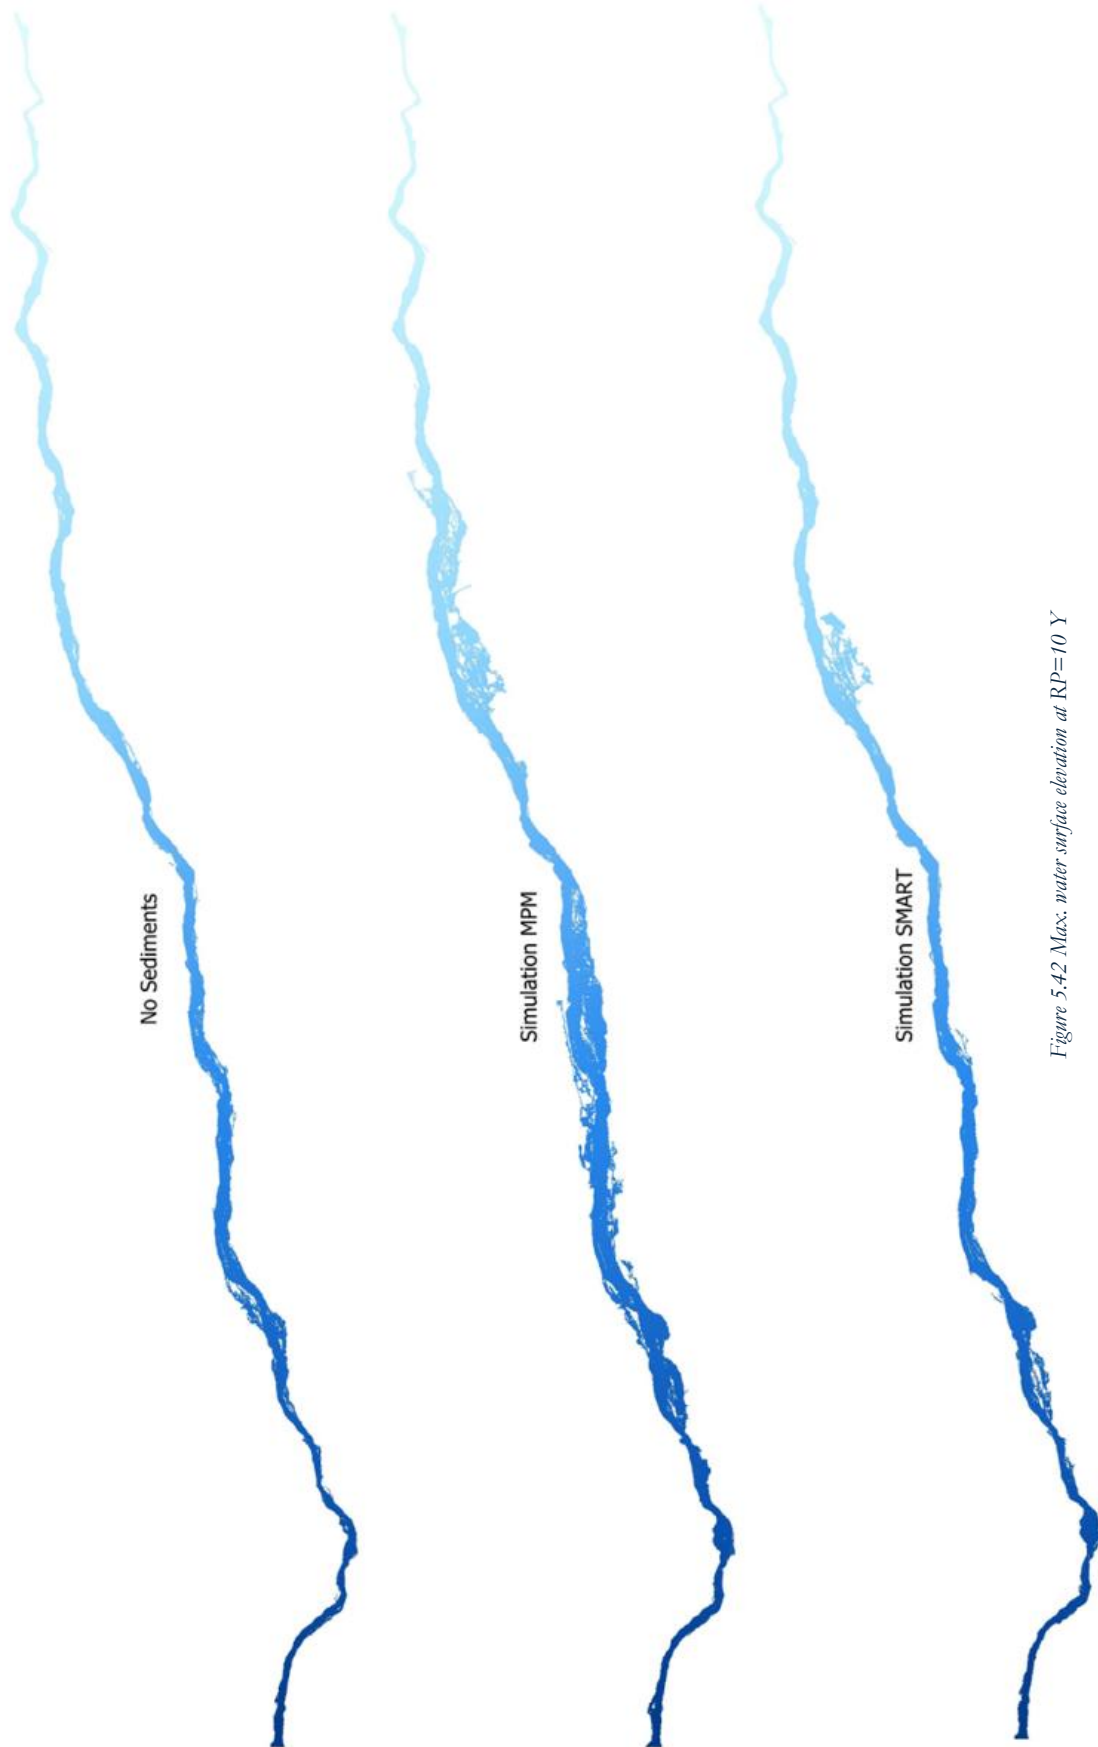 No Sediments
Simulation MPM
Simulation SMART
Figure 5.42 Max. water surface elevation at RP=10 Y